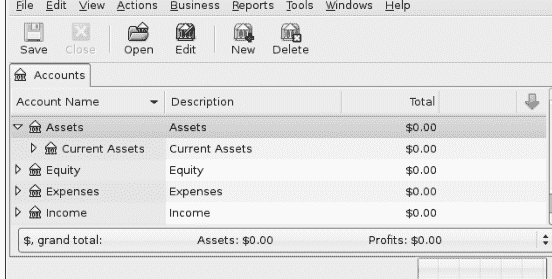 File Edit View Actions Business Reports Tools Windows Help
Save Close Open Edit New Delete
Accounts
Account Name Description Total
Assets Assets $0.00
Current Assets Current Assets $0.00
Equity Equity $0.00
Expenses Expenses $0.00
Income Income $0.00
$, grand total: Assets: $0.00 Profits: $0.00